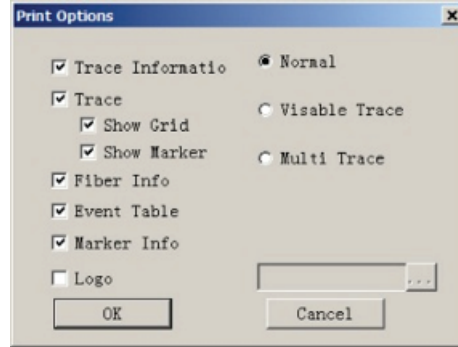 Print Options
Trace Informatio
Normal
Trace
Visable Trace
Show Grid
Show Marker
Multi Trace
Fiber Info
Event Table
Marker Info
Logo
...
OK
Cancel